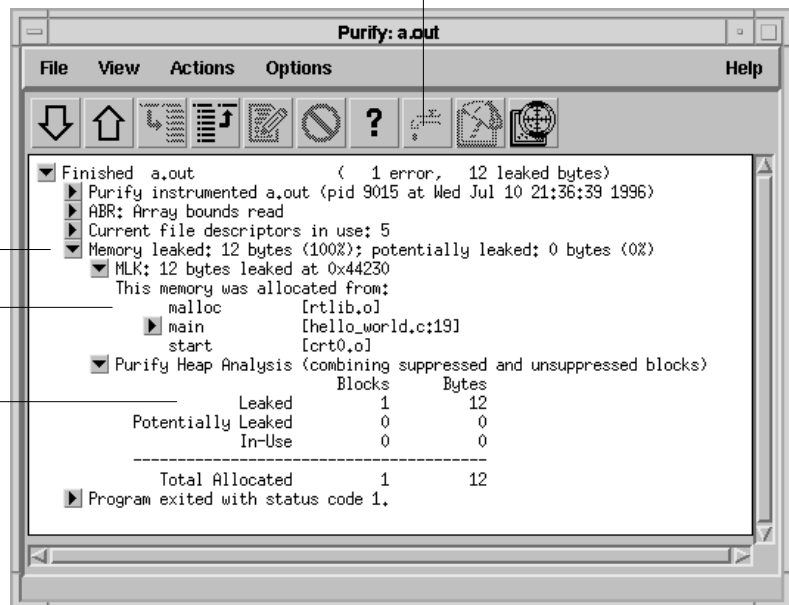 Purify: a.out
File View Actions Options Help
?
Finished a.out ( 1 error, 12 leaked bytes)
Purify instrumented a.out (pid 9015 at Wed Jul 10 21:36:39 1996)
ABR: Array bounds read
Current file descriptors in use: 5
Memory leaked: 12 bytes (100%); potentially leaked: 0 bytes (0%)
MLK: 12 bytes leaked at 0x44230
This memory was allocated from:
malloc [rtlib.o]
main [hello_world.c:19]
start [crt0.o]
Purify Heap Analysis (combining suppressed and unsuppressed blocks)
Blocks Bytes
Leaked 1 12
Potentially Leaked 0 0
In-Use 0 0
----------------------------------------
Total Allocated 1 12
Program exited with status code 1.